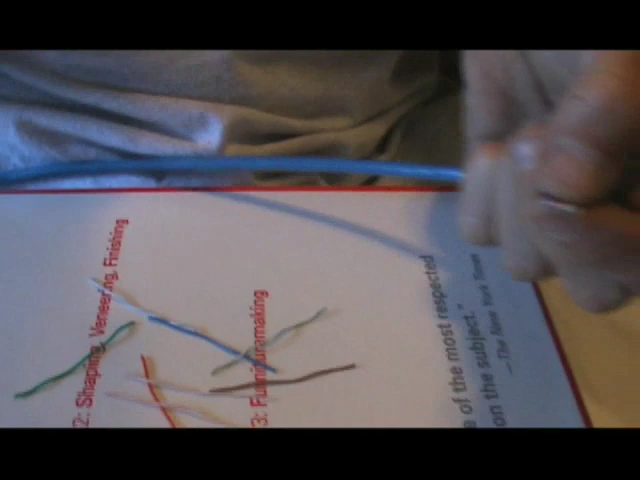 2: Shaping, Veneering, Finishing
3: Furnituremaking
e of the most respected
on the subject."
—The New York Times